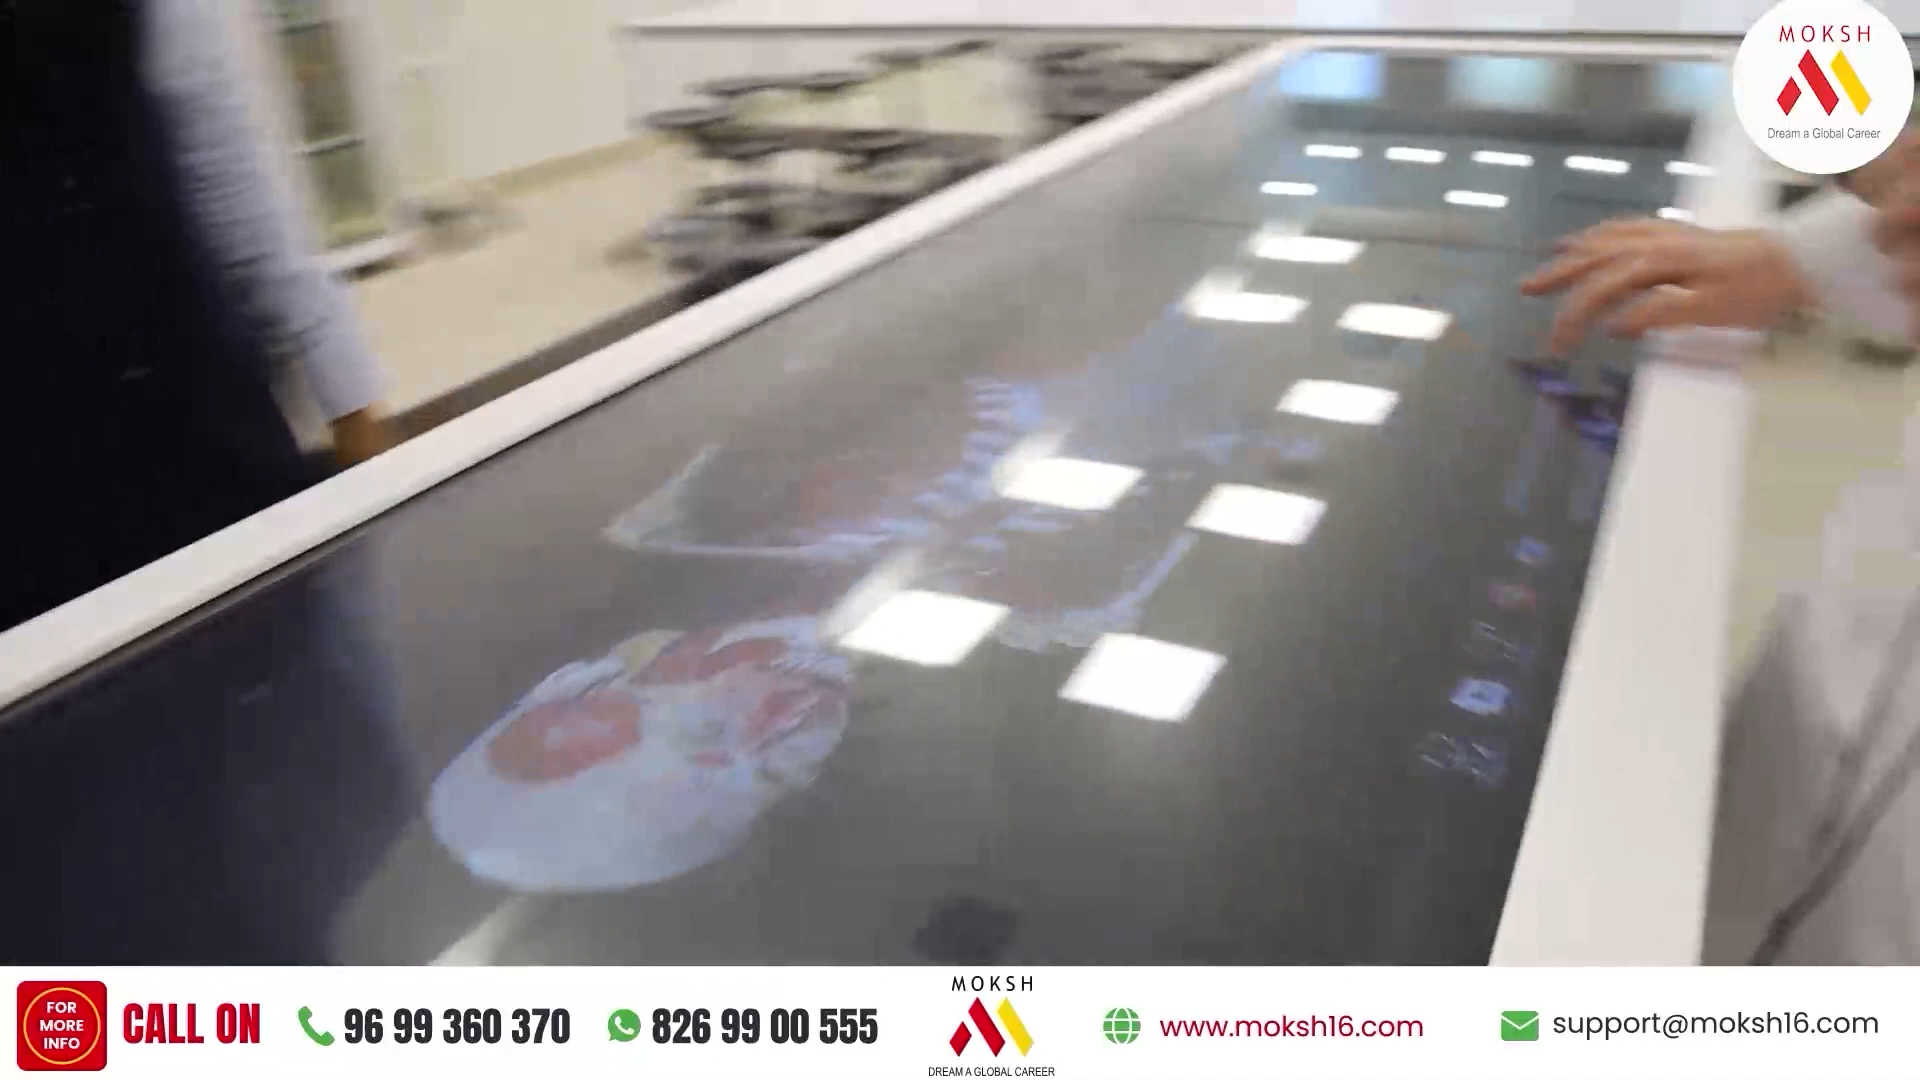 MOKSH
Dream a Global Career
FOR
MORE
INFO
CALL ON
96 99 360 370
826 99 00 555
MOKSH
DREAM A GLOBAL CAREER
www.moksh16.com
support@moksh16.com